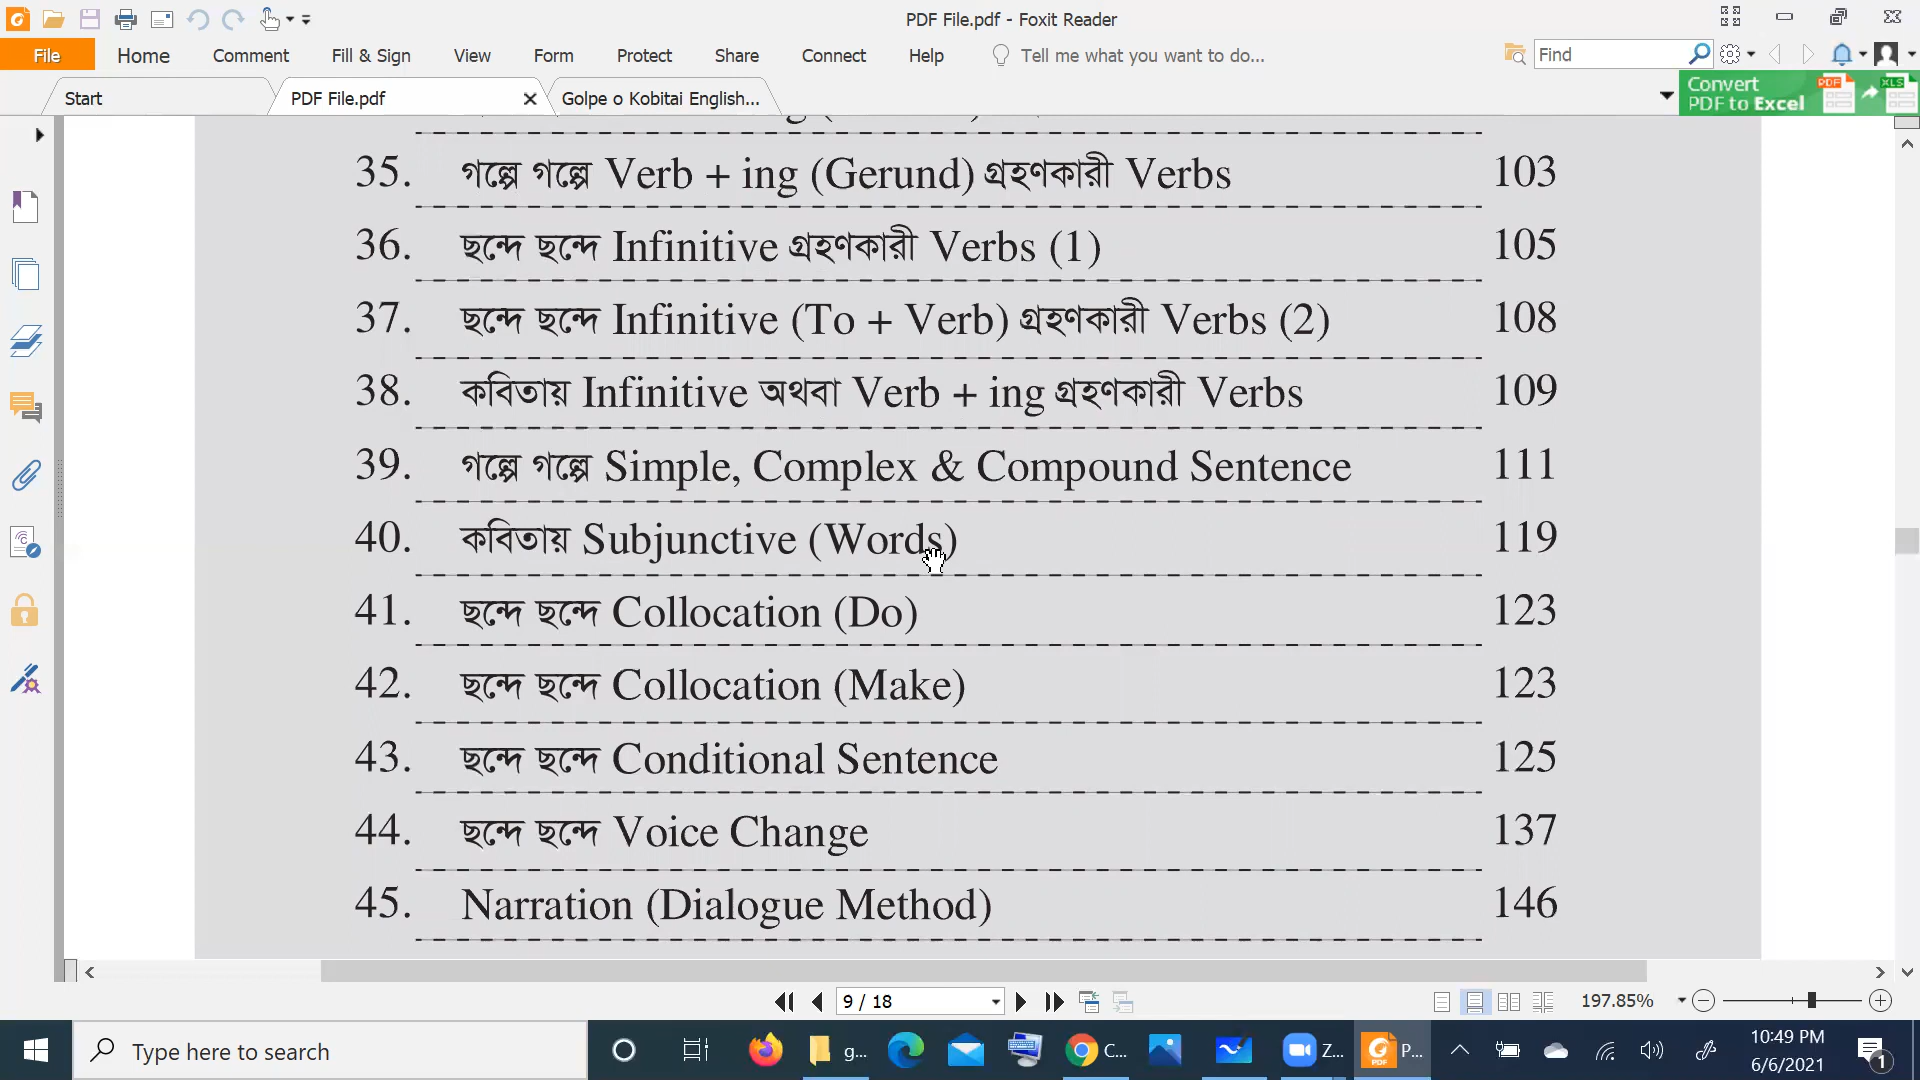 PDF File.pdf - Foxit Reader
File Home Comment Fill & Sign View Form Protect Share Connect Help Tell me what you want to do... Find
Start PDF File.pdf Golpe o Kobitai English...
Convert PDF XLS
PDF to Excel
35. গল্পে গল্পে Verb + ing (Gerund) গ্রহণকারী Verbs 103
36. ছন্দে ছন্দে Infinitive গ্রহণকারী Verbs (1) 105
37. ছন্দে ছন্দে Infinitive (To + Verb) গ্রহণকারী Verbs (2) 108
38. কবিতায় Infinitive অথবা Verb + ing গ্রহণকারী Verbs 109
39. গল্পে গল্পে Simple, Complex & Compound Sentence 111
40. কবিতায় Subjunctive (Words) 119
41. ছন্দে ছন্দে Collocation (Do) 123
42. ছন্দে ছন্দে Collocation (Make) 123
43. ছন্দে ছন্দে Conditional Sentence 125
44. ছন্দে ছন্দে Voice Change 137
45. Narration (Dialogue Method) 146
9 / 18 197.85%
Type here to search g... C... Z... P... 10:49 PM
6/6/2021 1